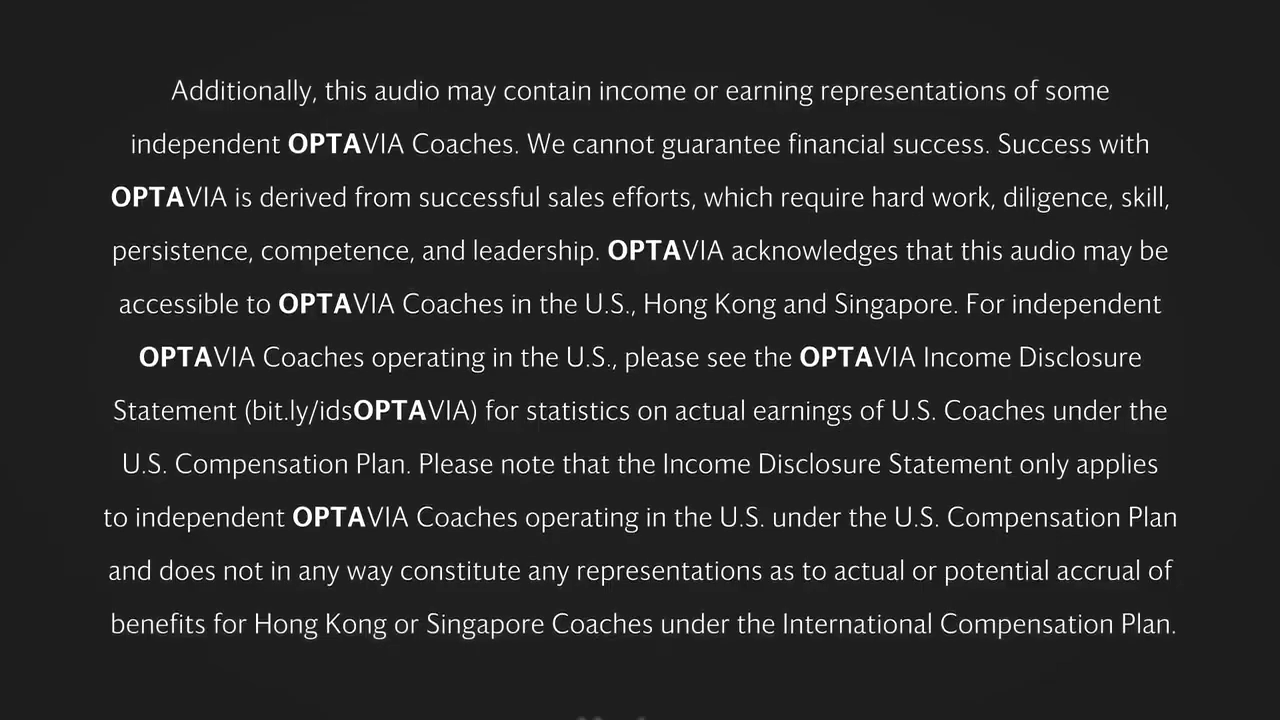 Additionally, this audio may contain income or earning representations of some
independent OPTAVIA Coaches. We cannot guarantee financial success. Success with
OPTAVIA is derived from successful sales efforts, which require hard work, diligence, skill,
persistence, competence, and leadership. OPTAVIA acknowledges that this audio may be
accessible to OPTAVIA Coaches in the U.S., Hong Kong and Singapore. For independent
OPTAVIA Coaches operating in the U.S., please see the OPTAVIA Income Disclosure
Statement (bit.ly/idsOPTAVIA) for statistics on actual earnings of U.S. Coaches under the
U.S. Compensation Plan. Please note that the Income Disclosure Statement only applies
to independent OPTAVIA Coaches operating in the U.S. under the U.S. Compensation Plan
and does not in any way constitute any representations as to actual or potential accrual of
benefits for Hong Kong or Singapore Coaches under the International Compensation Plan.